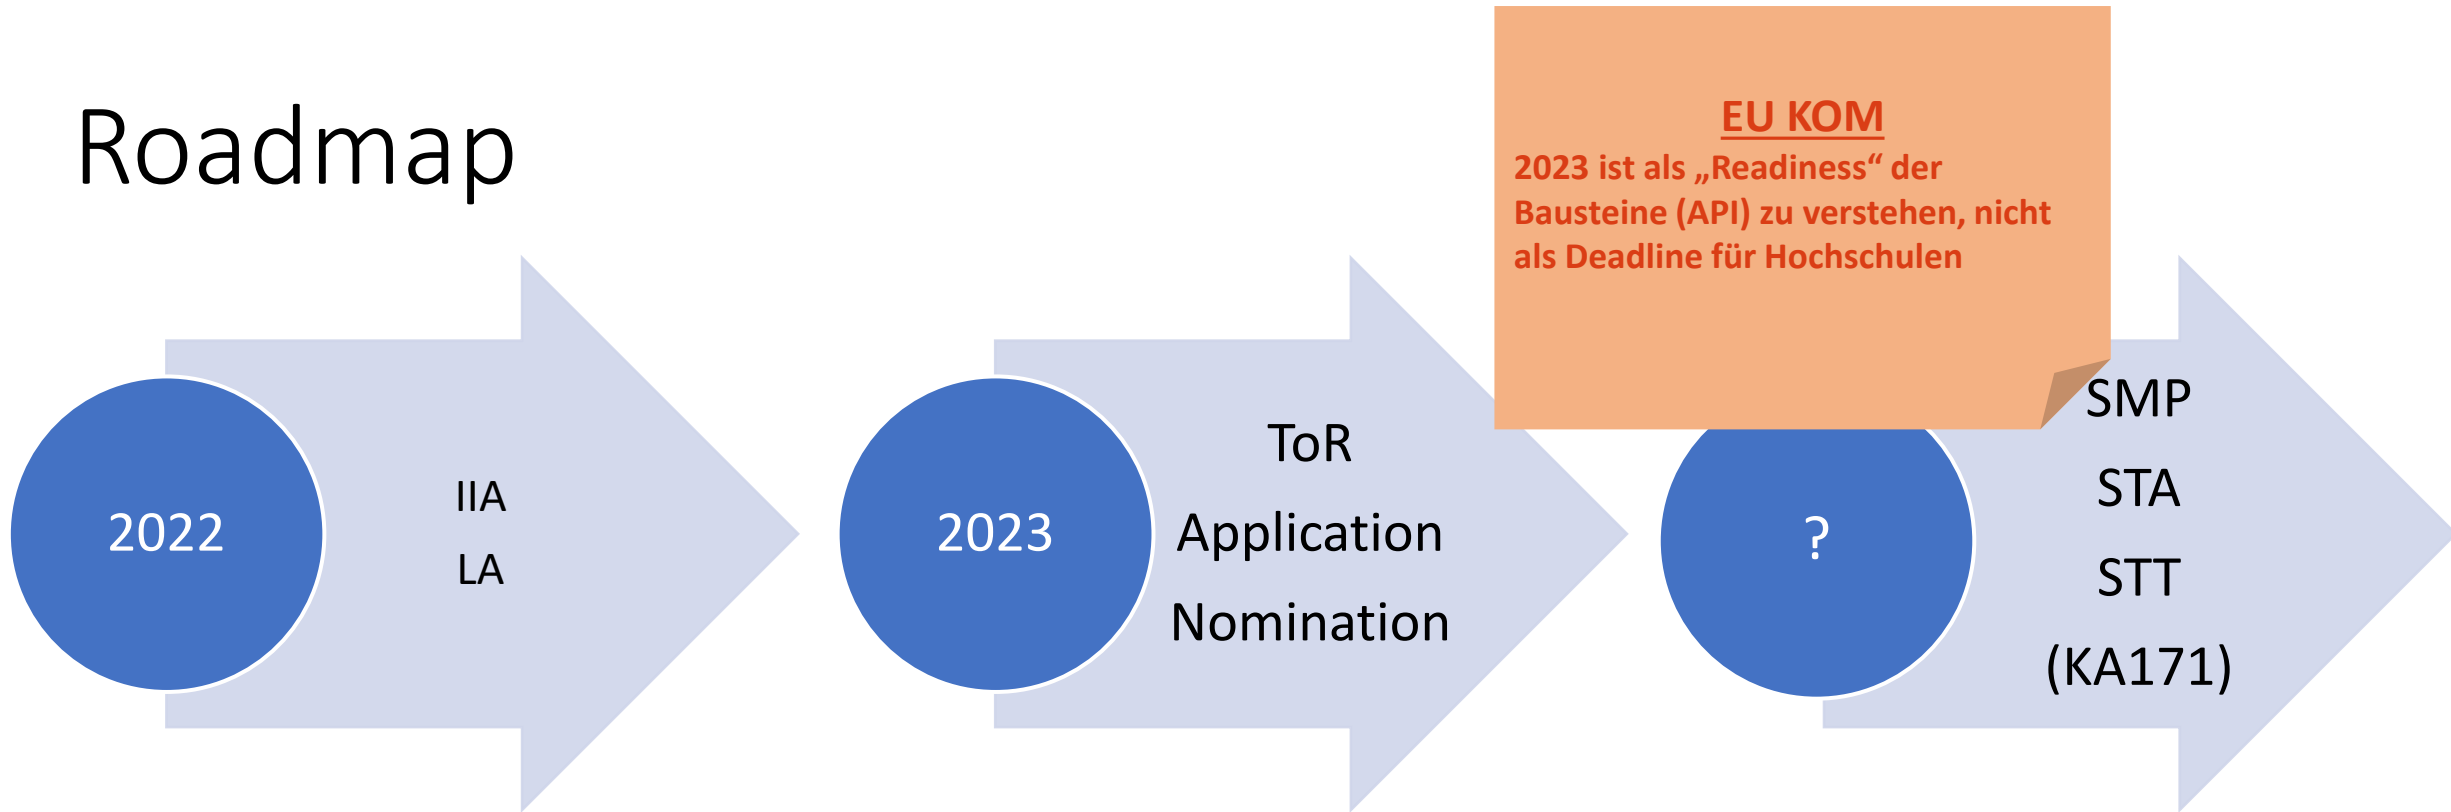 Roadmap
EU KOM
2023 ist als „Readiness“ der
Bausteine (API) zu verstehen, nicht
als Deadline für Hochschulen
2022
IIA
LA
2023
ToR
Application
Nomination
?
SMP
STA
STT
(KA171)